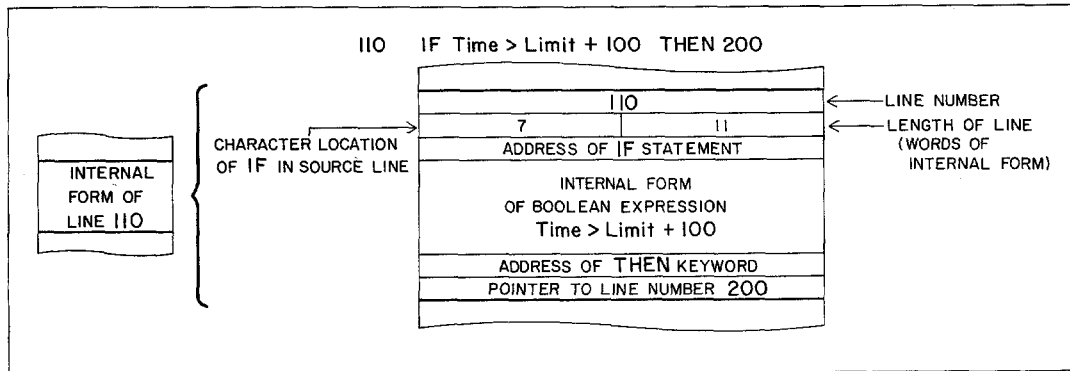 110 IF Time > Limit + 100 THEN 200
INTERNAL
FORM OF
LINE 110
CHARACTER LOCATION
OF IF IN SOURCE LINE
110
7 11
ADDRESS OF IF STATEMENT
INTERNAL FORM
OF BOOLEAN EXPRESSION
Time > Limit + 100
ADDRESS OF THEN KEYWORD
POINTER TO LINE NUMBER 200
LINE NUMBER
LENGTH OF LINE
(WORDS OF
INTERNAL FORM)